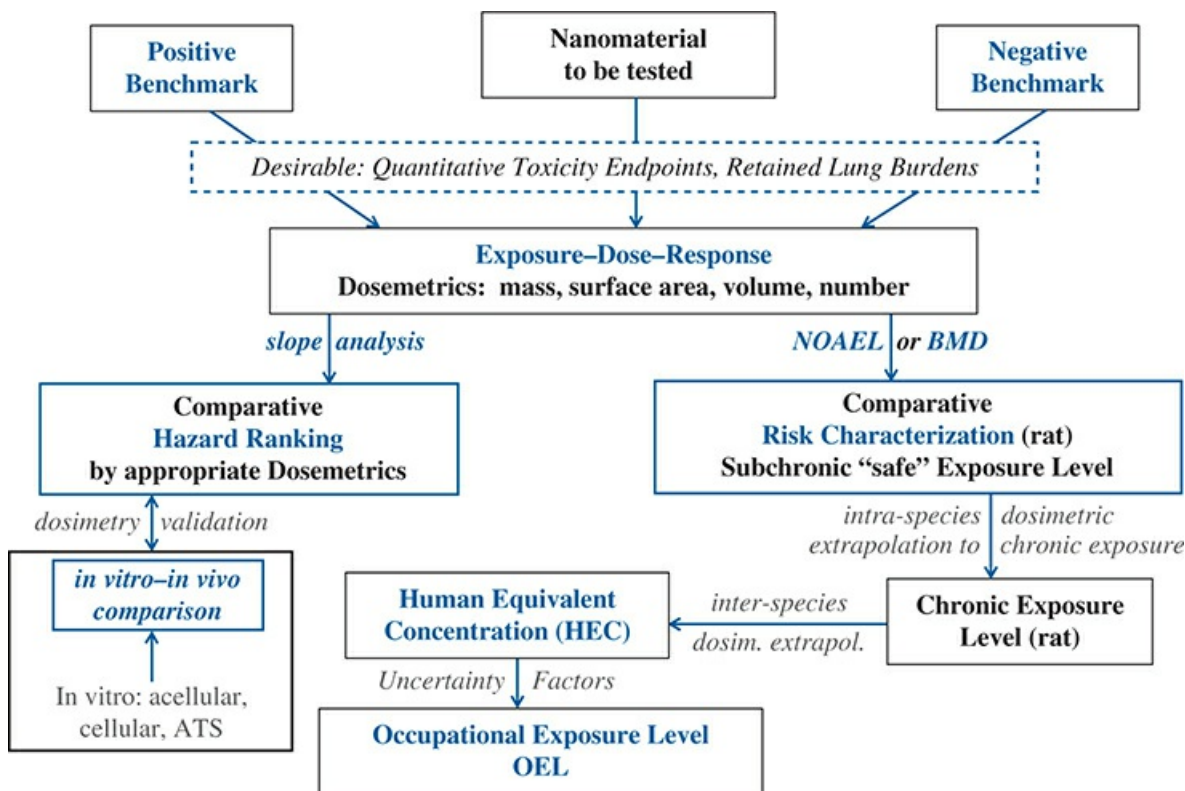 Positive
Benchmark
Nanomaterial
to be tested
Negative
Benchmark
Desirable: Quantitative Toxicity Endpoints, Retained Lung Burdens
Exposure–Dose–Response
Dosemetrics: mass, surface area, volume, number
slope analysis
NOAEL or BMD
Comparative
Hazard Ranking
by appropriate Dosemetrics
Comparative
Risk Characterization (rat)
Subchronic “safe” Exposure Level
dosimetry validation
intra-species dosimetric
extrapolation to chronic exposure
in vitro–in vivo
comparison
In vitro: acellular,
cellular, ATS
Human Equivalent
Concentration (HEC)
inter-species
dosim. extrapol.
Chronic Exposure
Level (rat)
Uncertainty Factors
Occupational Exposure Level
OEL